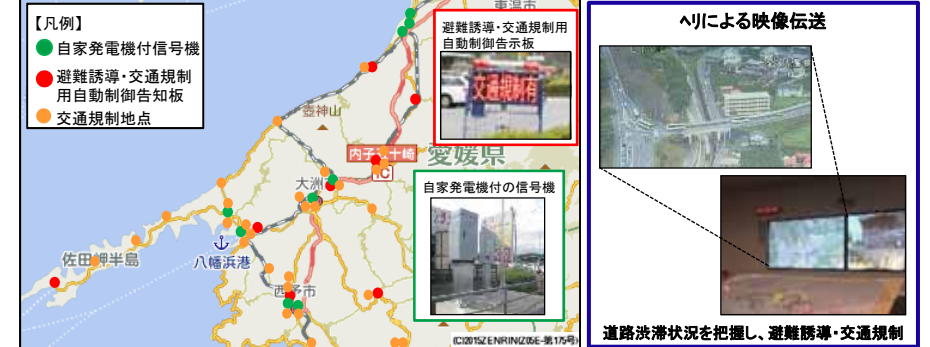 東温市
【凡例】
自家発電機付信号機
避難誘導・交通規制
用自動制御告知板
交通規制地点
避難誘導・交通規制用
自動制御告示板
交通規制有
壺神山
内子五十崎
IC
愛媛県
大洲
自家発電機付の信号機
佐田岬半島
八幡浜港
西予市
(C)2015ZENRIN(Z05E-第175号)
ヘリによる映像伝送
道路渋滞状況を把握し、避難誘導・交通規制